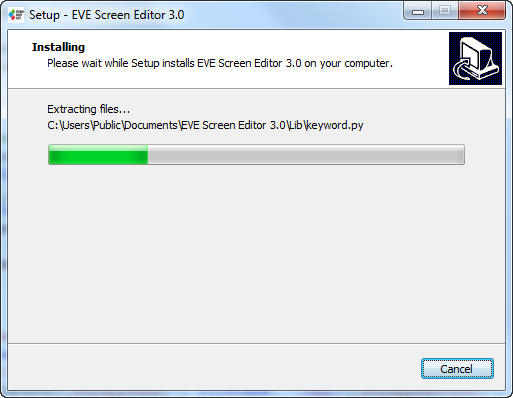 Setup - EVE Screen Editor 3.0
Installing
Please wait while Setup installs EVE Screen Editor 3.0 on your computer.
Extracting files...
C:\Users\Public\Documents\EVE Screen Editor 3.0\Lib\keyword.py
Cancel